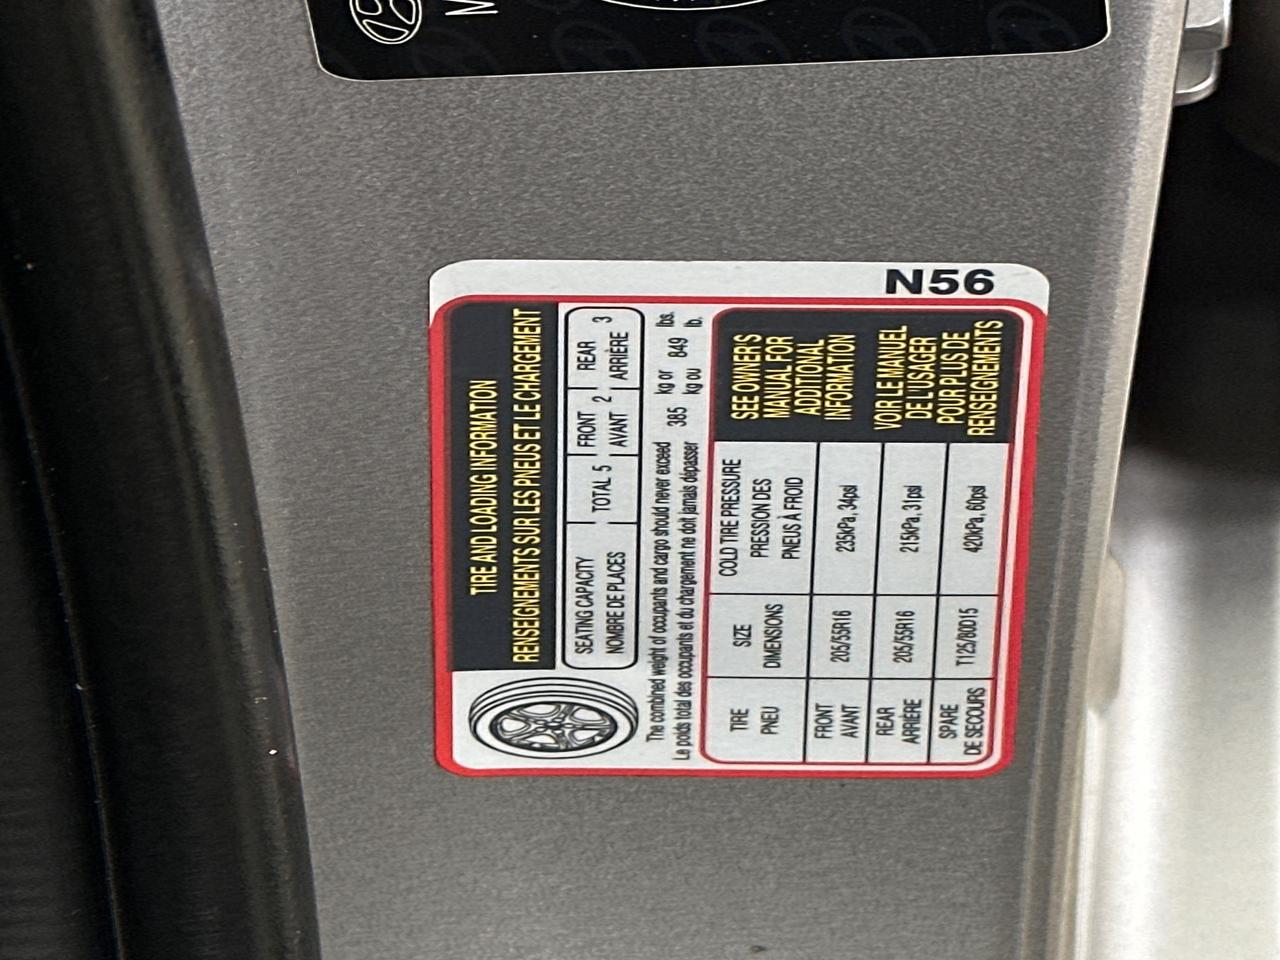 N56
TIRE AND LOADING INFORMATION
RENSEIGNEMENTS SUR LES PNEUS ET LE CHARGEMENT
SEATING CAPACITY TOTAL 5 FRONT 2 REAR 3
NOMBRE DE PLACES AVANT ARRIÈRE
The combined weight of occupants and cargo should never exceed 385 kg or 849 lbs.
Le poids total des occupants et du chargement ne doit jamais dépasser kg ou lb.
TIRE
PNEU
SIZE
DIMENSIONS
COLD TIRE PRESSURE
PRESSION DES
PNEUS À FROID
FRONT
AVANT
205/55R16
235kPa, 34psi
REAR
ARRIÈRE
205/55R16
215kPa, 31psi
SPARE
DE SECOURS
T125/80D15
420kPa, 60psi
SEE OWNER'S
MANUAL FOR
ADDITIONAL
INFORMATION
VOIR LE MANUEL
DE L'USAGER
POUR PLUS DE
RENSEIGNEMENTS